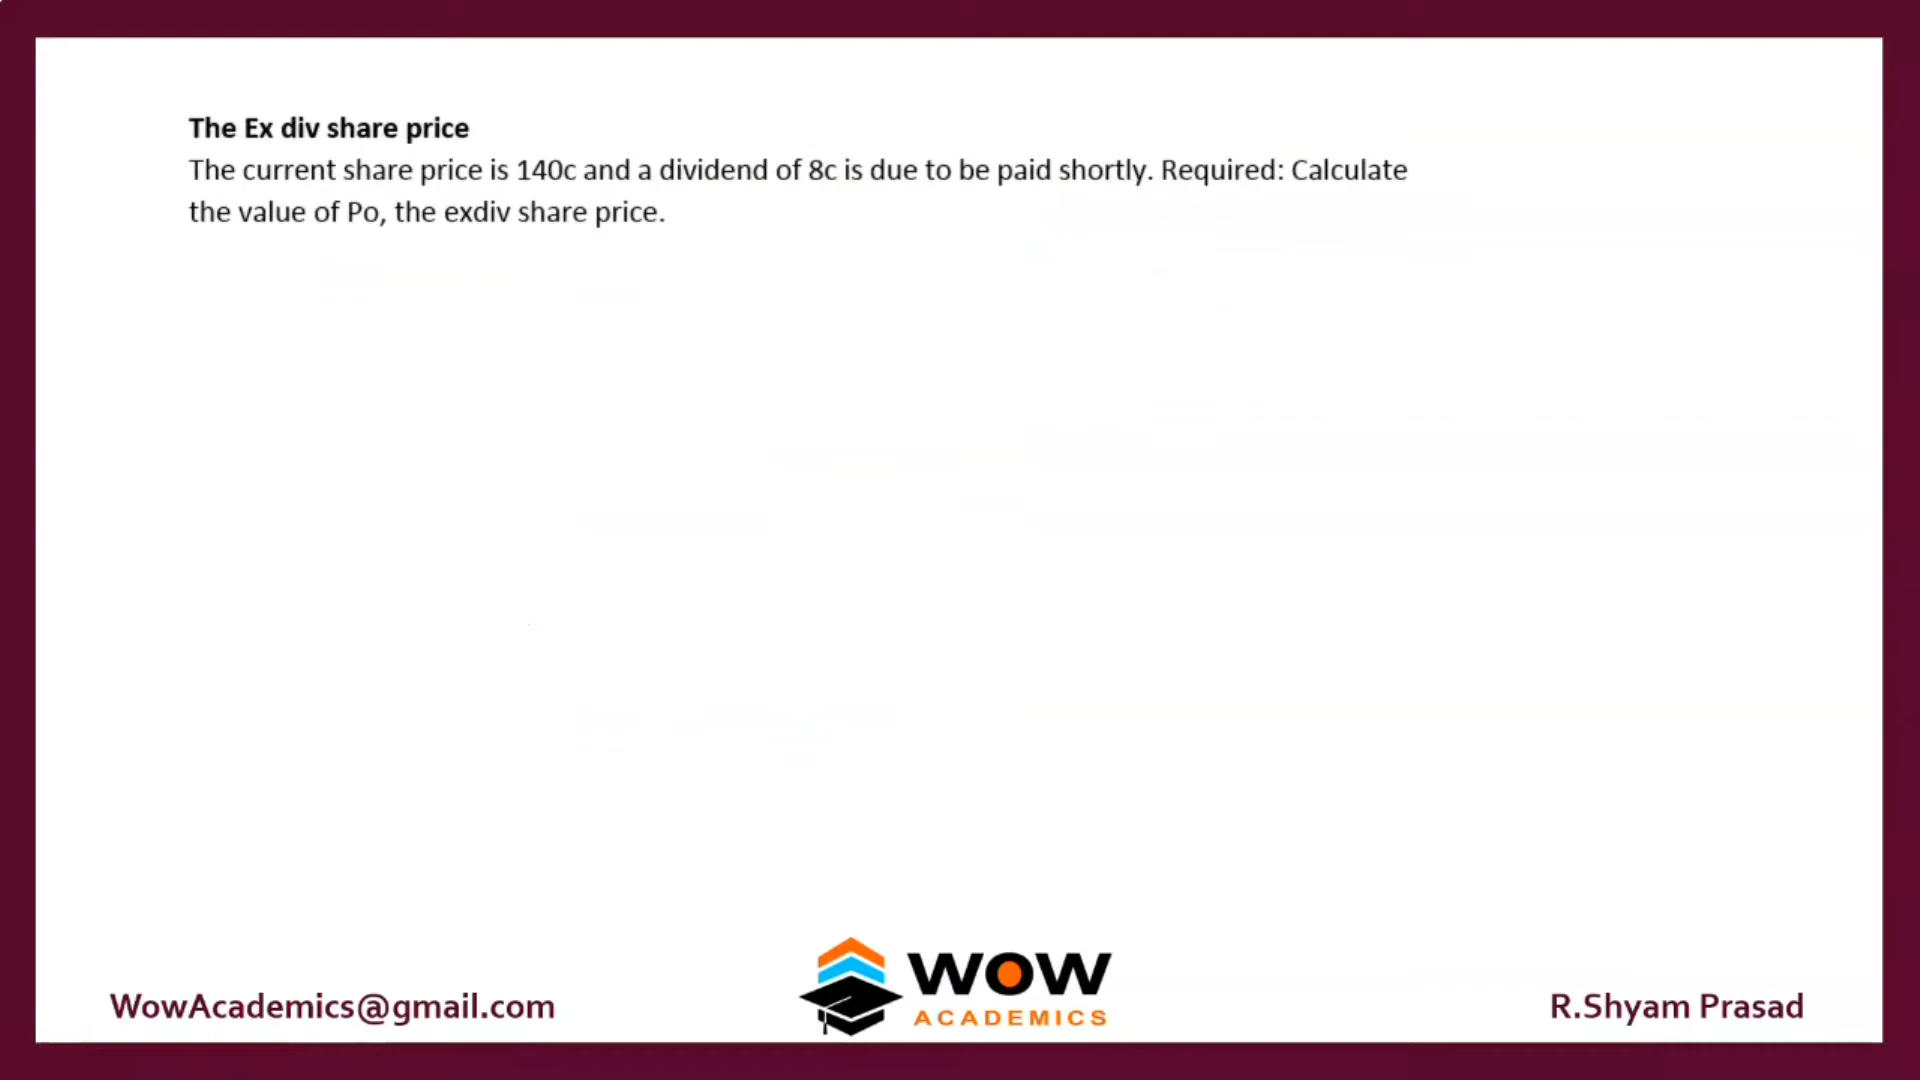 The Ex div share price
The current share price is 140c and a dividend of 8c is due to be paid shortly. Required: Calculate
the value of Po, the exdiv share price.
WOW
ACADEMICS
WowAcademics@gmail.com
R.Shyam Prasad